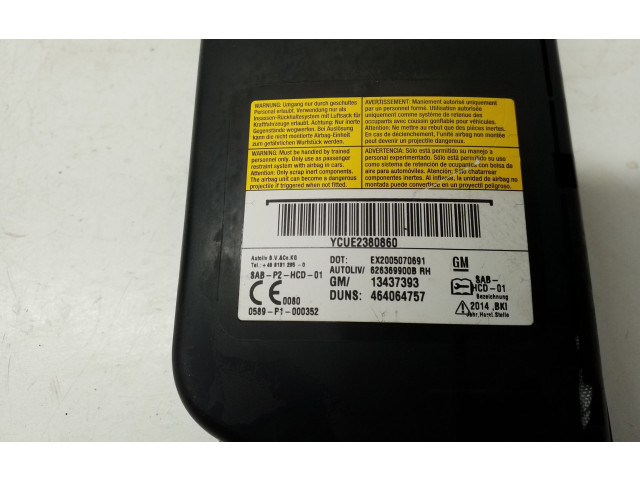 WARNUNG: Umgang nur durch geschultes
Personal erlaubt. Verwendung nur als
Insassen-Rückhaltesystem mit Luftsack für
Kraftfahrzeuge erlaubt. Achtung: Nur inerte
Gegenstände wegwerfen. Bei Auslösung
kann die nicht montierte Airbag-Einheit
zum gefährlichen Wurfstück werden.
AVERTISSEMENT: Maniement autorisé uniquement
par un personnel formé. Utilisation autorisée
uniquement comme système de retenue des
occupants avec coussin gonflable pour véhicules.
Attention: Ne mettre au rebut que des pièces inertes.
En cas de déclenchement, l'unité airbag non montée
peut devenir un projectile dangereux.
WARNING: Must be handled by trained
personnel only. Only use as passenger
restraint system with airbag in cars.
Attention: Only scrap inert components.
The airbag unit can become a dangerous
projectile if triggered when not fitted.
ADVERTENCIA: Sólo está permitido su manejo a
personal experimentado. Sólo está permitido su uso
como sistema de retención de ocupantes con bolsa de
aire para automóviles. Atención: Sólo chatarrear
componentes inertes. Al inflarse, la unidad de airbag no
montada puede convertirse en un proyectil peligroso.
YCUE2380860
Autoliv B.V.&Co.KG
Tel.: +49 6181 295 - 0
SAB-P2-HCD-01
CE 0080
0589-P1-000352
DOT: EX2005070691
AUTOLIV/ 626369900B RH
GM/ 13437393
DUNS: 464064757
GM
SAB-
HCD-01
Bezeichnung
2014 ,BKI
Jahr,Herst.Stelle